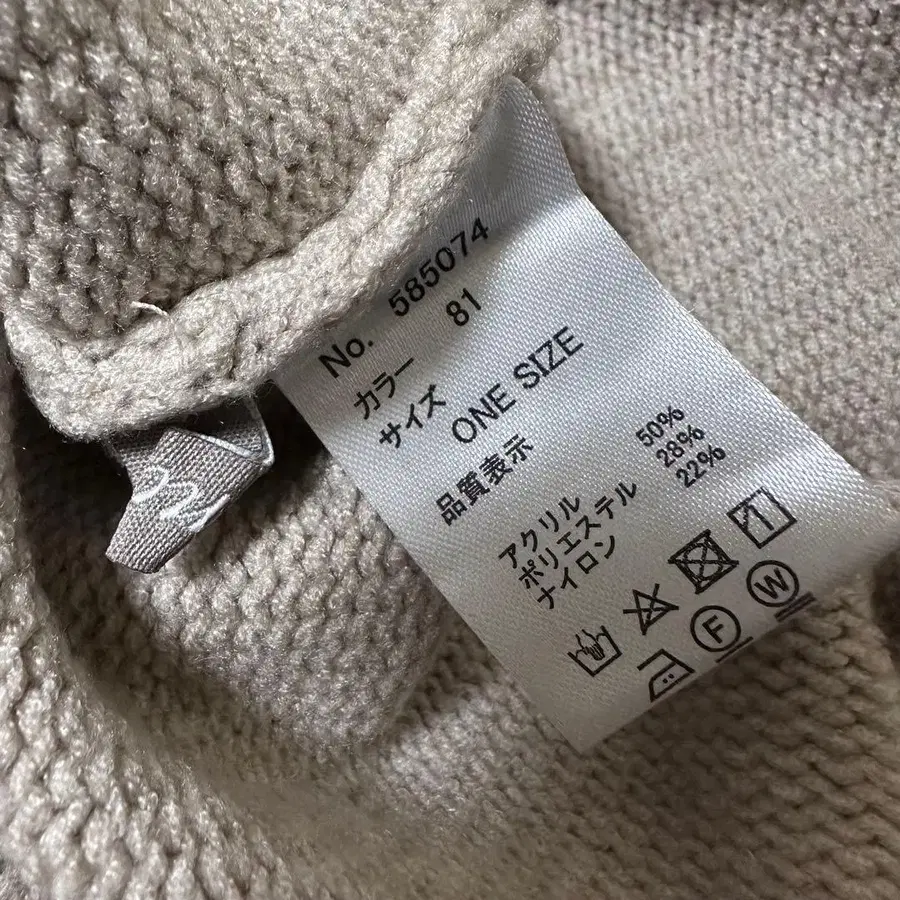 No. 585074
カラー 81
サイズ ONE SIZE
品質表示
アクリル 50%
ポリエステル 28%
ナイロン 22%
F
W